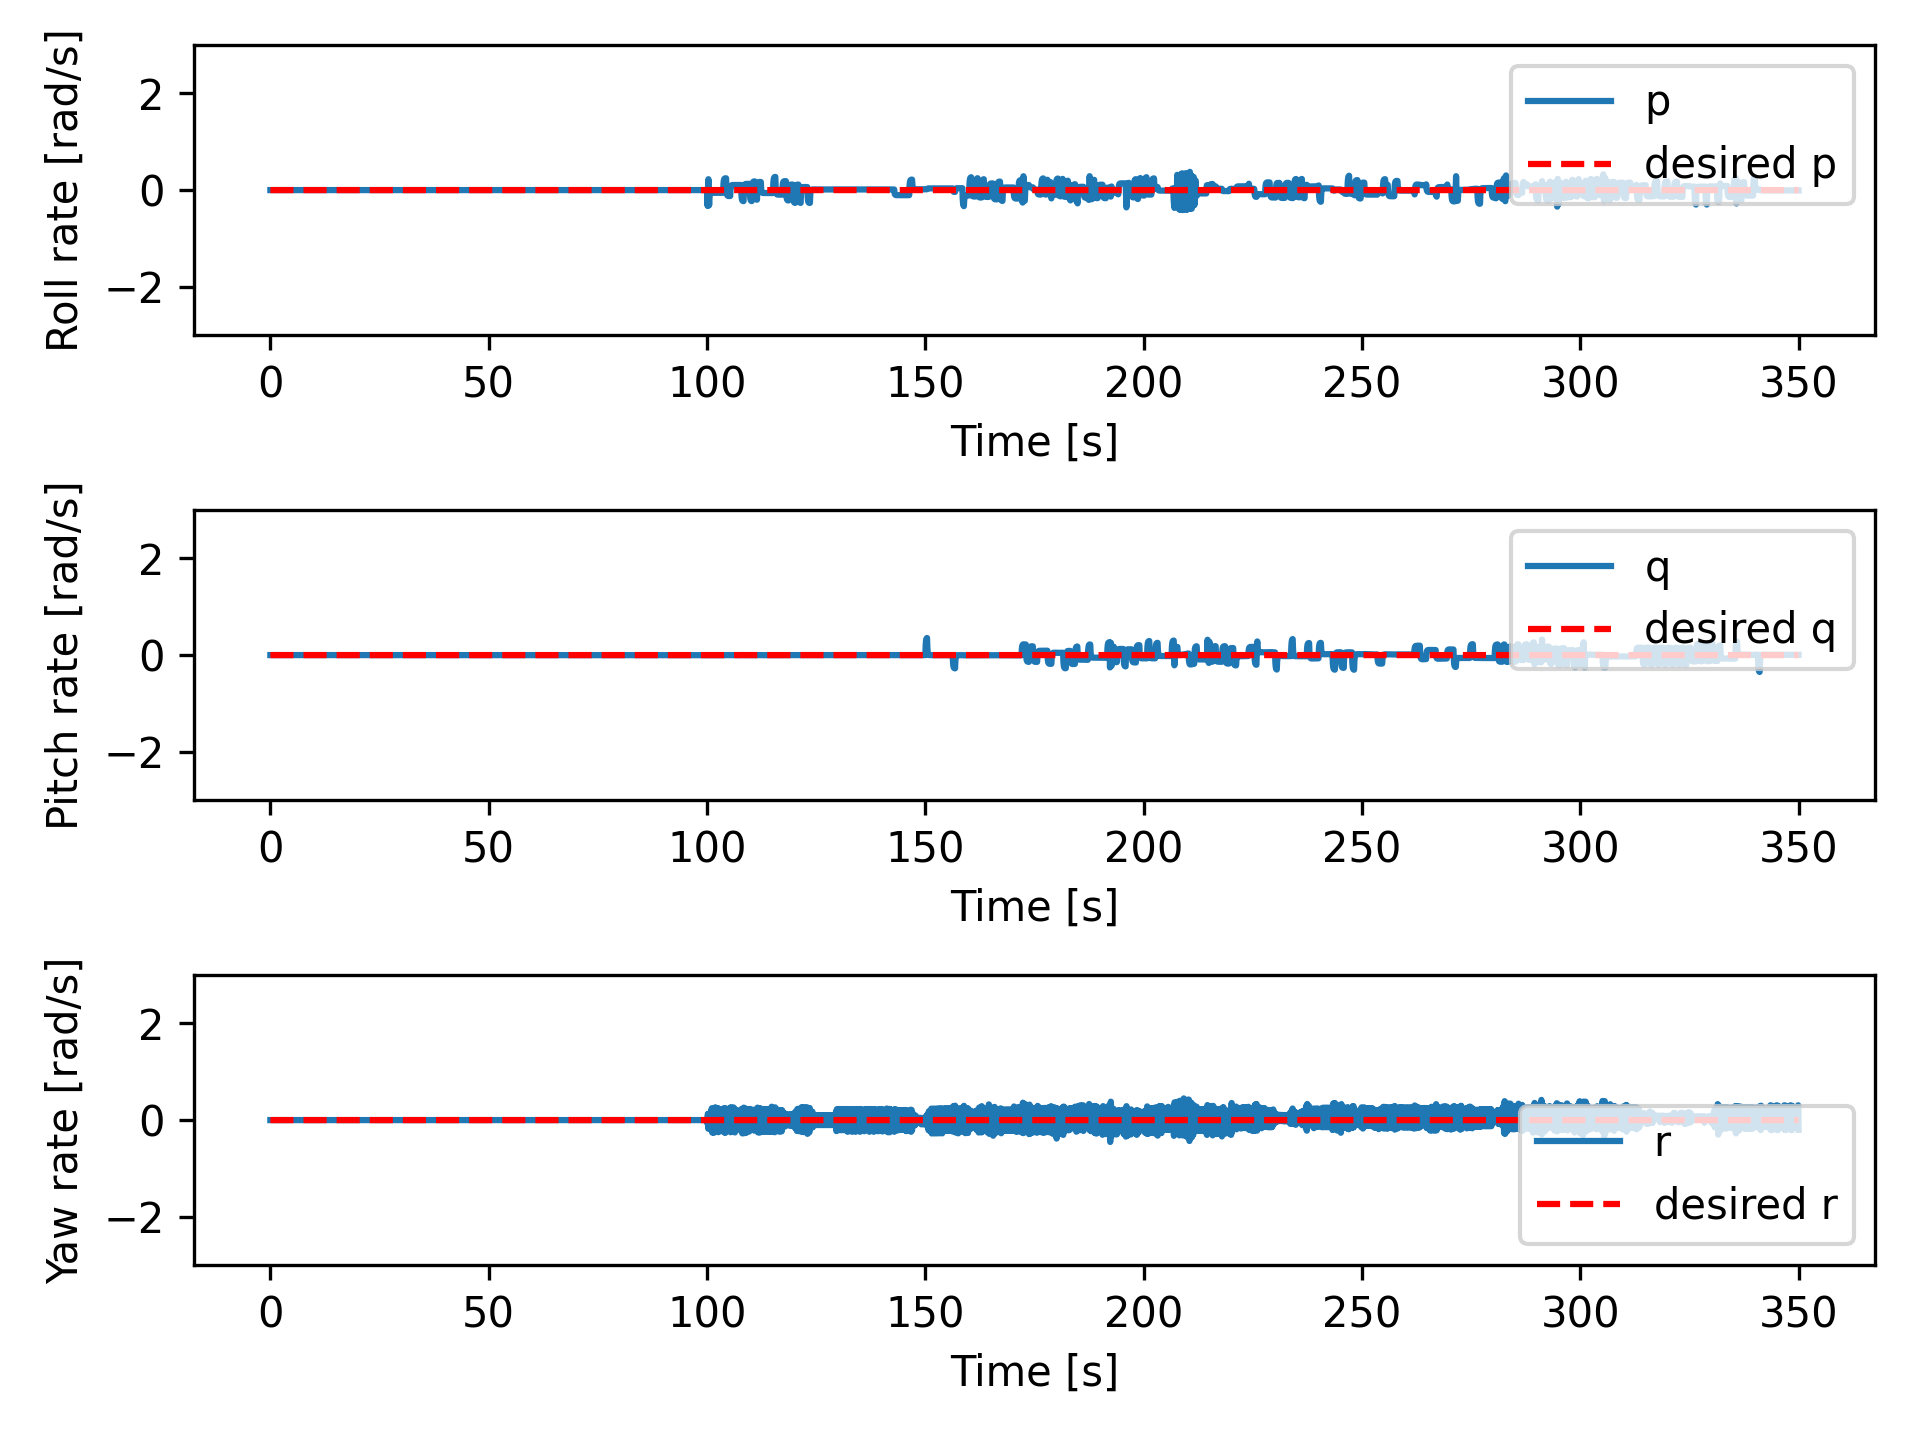 Roll rate [rad/s]
2
0
−2
p
desired p
0 50 100 150 200 250 300 350
Time [s]
Pitch rate [rad/s]
2
0
−2
q
desired q
0 50 100 150 200 250 300 350
Time [s]
Yaw rate [rad/s]
2
0
−2
r
desired r
0 50 100 150 200 250 300 350
Time [s]